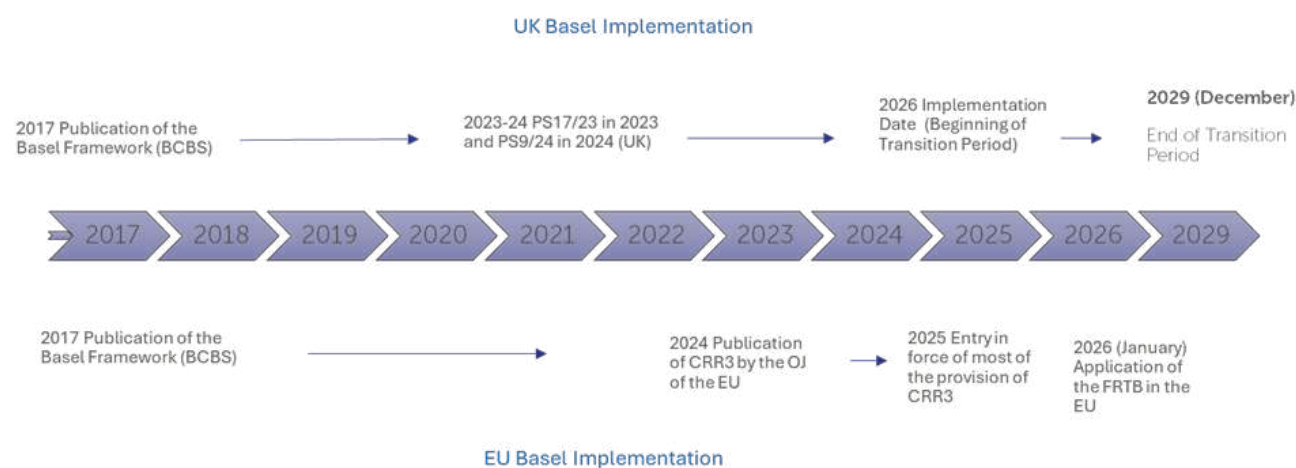 UK Basel Implementation
2017 Publication of the
Basel Framework (BCBS)
2023-24 PS17/23 in 2023
and PS9/24 in 2024 (UK)
2026 Implementation
Date (Beginning of
Transition Period)
2029 (December)
End of Transition
Period
2017 2018 2019 2020 2021 2022 2023 2024 2025 2026 2029
2017 Publication of the
Basel Framework (BCBS)
2024 Publication
of CRR3 by the OJ
of the EU
2025 Entry in
force of most of
the provision of
CRR3
2026 (January)
Application of
the FRTB in the
EU
EU Basel Implementation